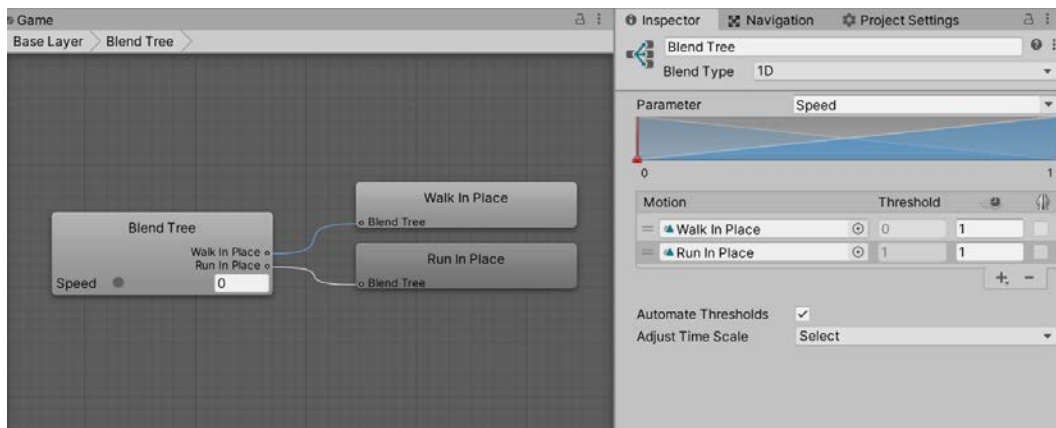 Game
Base Layer Blend Tree
Blend Tree
Walk In Place
Run In Place
Speed 0
Walk In Place
Blend Tree
Run In Place
Blend Tree
Inspector Navigation Project Settings
Blend Tree
Blend Type 1D
Parameter Speed
0 1
Motion Threshold
Walk In Place 0 1
Run In Place 1 1
Automate Thresholds
Adjust Time Scale Select